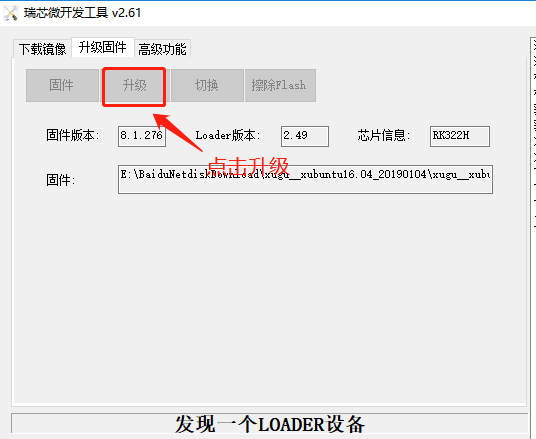 瑞芯微开发工具 v2.61
下载镜像 升级固件 高级功能
固件 升级 切换 擦除Flash
固件版本: 8.1.276 Loader版本: 2.49 芯片信息: RK322H
点击升级
固件: E:\BaiduNetdiskDownload\xugu__xubuntu16.04_20190104\xugu__xubu
发现一个LOADER设备